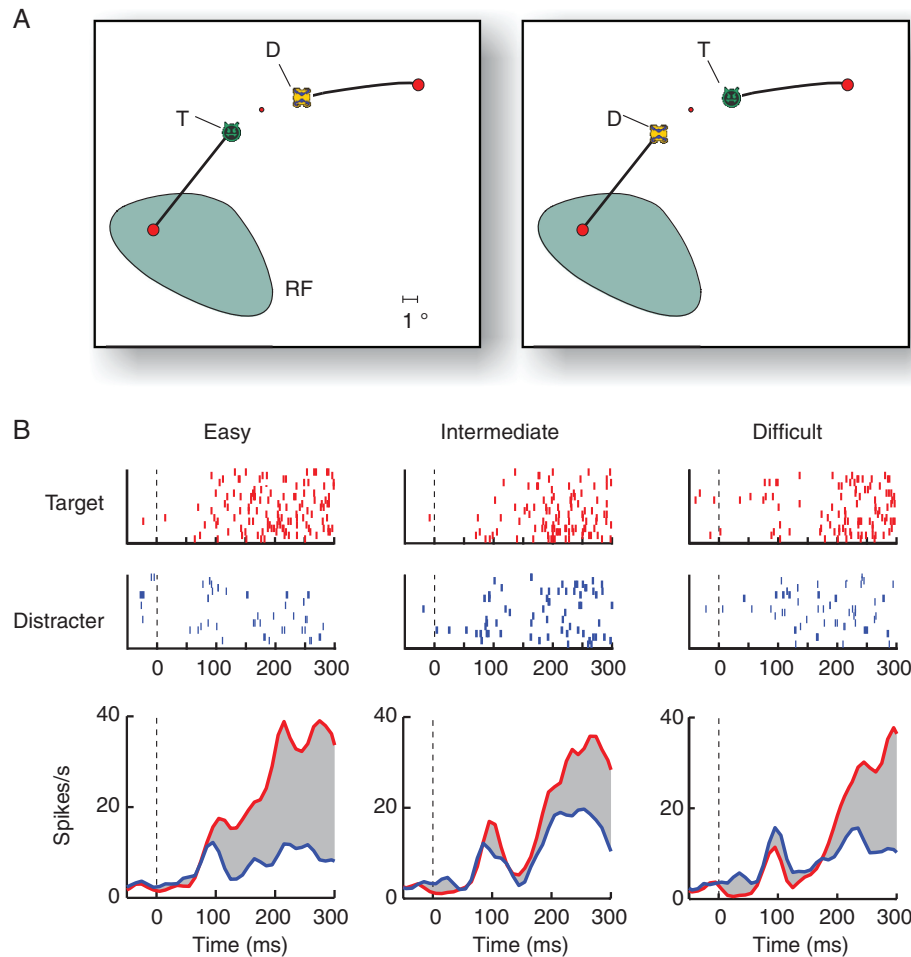 A
D
T
RF
1 °
T
D
B
Easy Intermediate Difficult
Target
Distracter
0 100 200 300 0 100 200 300 0 100 200 300
Spikes/s
40 40 40
20 20 20
0 0 0
0 100 200 300 0 100 200 300 0 100 200 300
Time (ms) Time (ms) Time (ms)